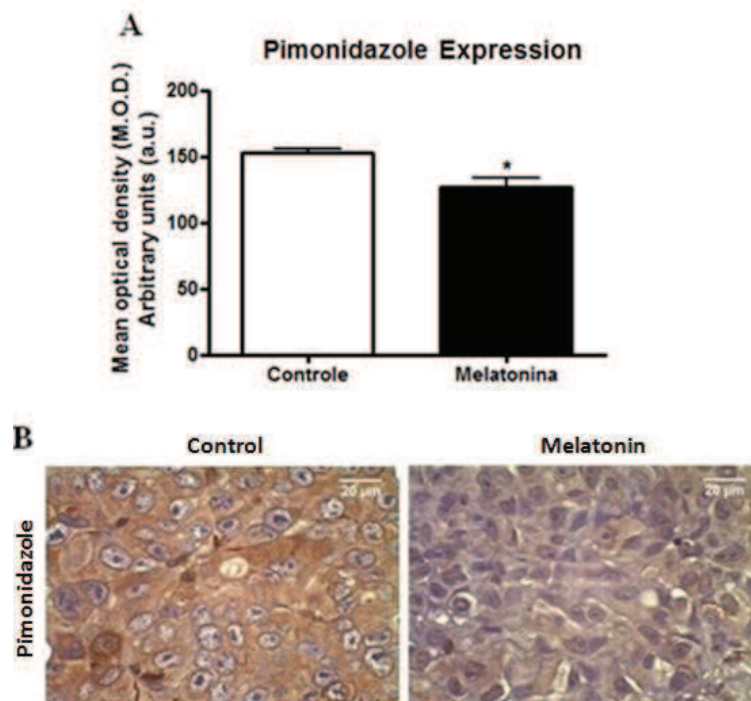 A
Pimonidazole Expression
Mean optical density (M.O.D.)
Arbitrary units (a.u.)
200
150
100
50
0
*
Controle
Melatonina
B
Control
Melatonin
Pimonidazole
20 µm
20 µm